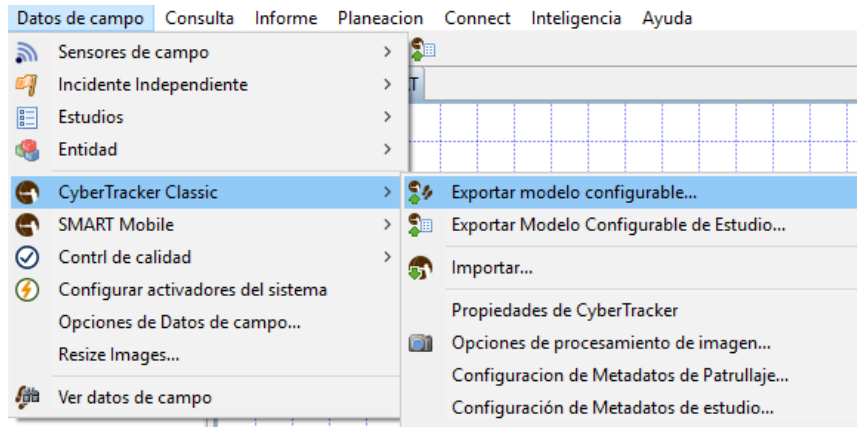 Datos de campo Consulta Informe Planeacion Connect Inteligencia Ayuda
Sensores de campo
Incidente Independiente
Estudios
Entidad
CyberTracker Classic
SMART Mobile
Contrl de calidad
Configurar activadores del sistema
Opciones de Datos de campo...
Resize Images...
Ver datos de campo
T
Exportar modelo configurable...
Exportar Modelo Configurable de Estudio...
Importar...
Propiedades de CyberTracker
Opciones de procesamiento de imagen...
Configuracion de Metadatos de Patrullaje...
Configuración de Metadatos de estudio...